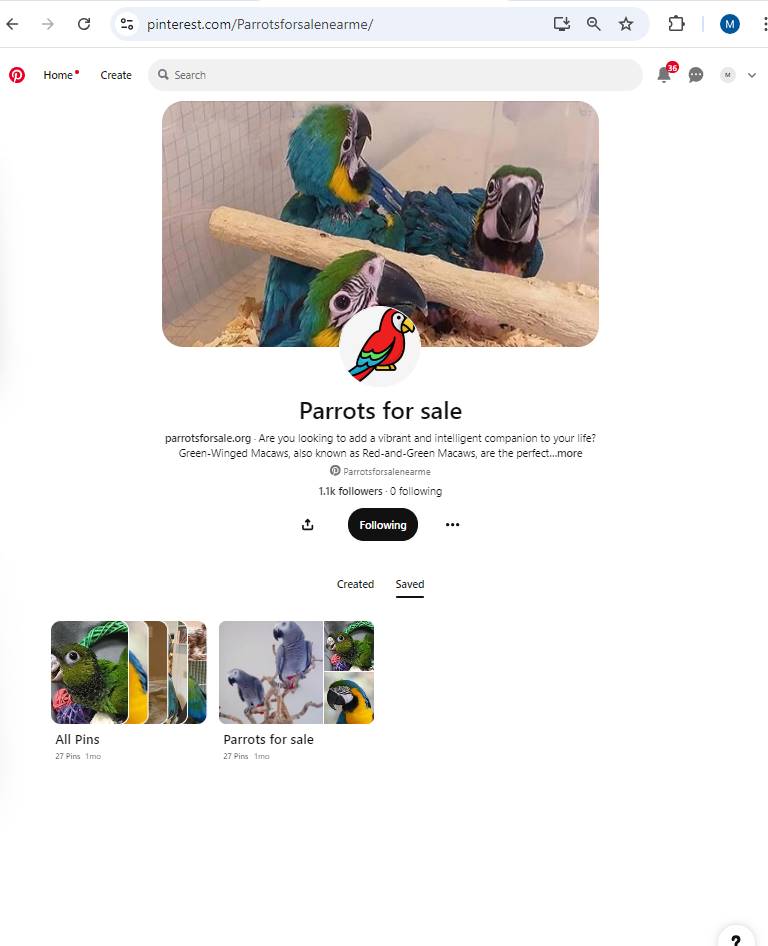 pinterest.com/Parrotsforsalenearme/
M
Home
Create
Search
36
M
Parrots for sale
parrotsforsale.org · Are you looking to add a vibrant and intelligent companion to your life?
Green-Winged Macaws, also known as Red-and-Green Macaws, are the perfect...more
Parrotsforsalenearme
1.1k followers · 0 following
Following
Created
Saved
All Pins
27 Pins 1mo
Parrots for sale
27 Pins 1mo
?